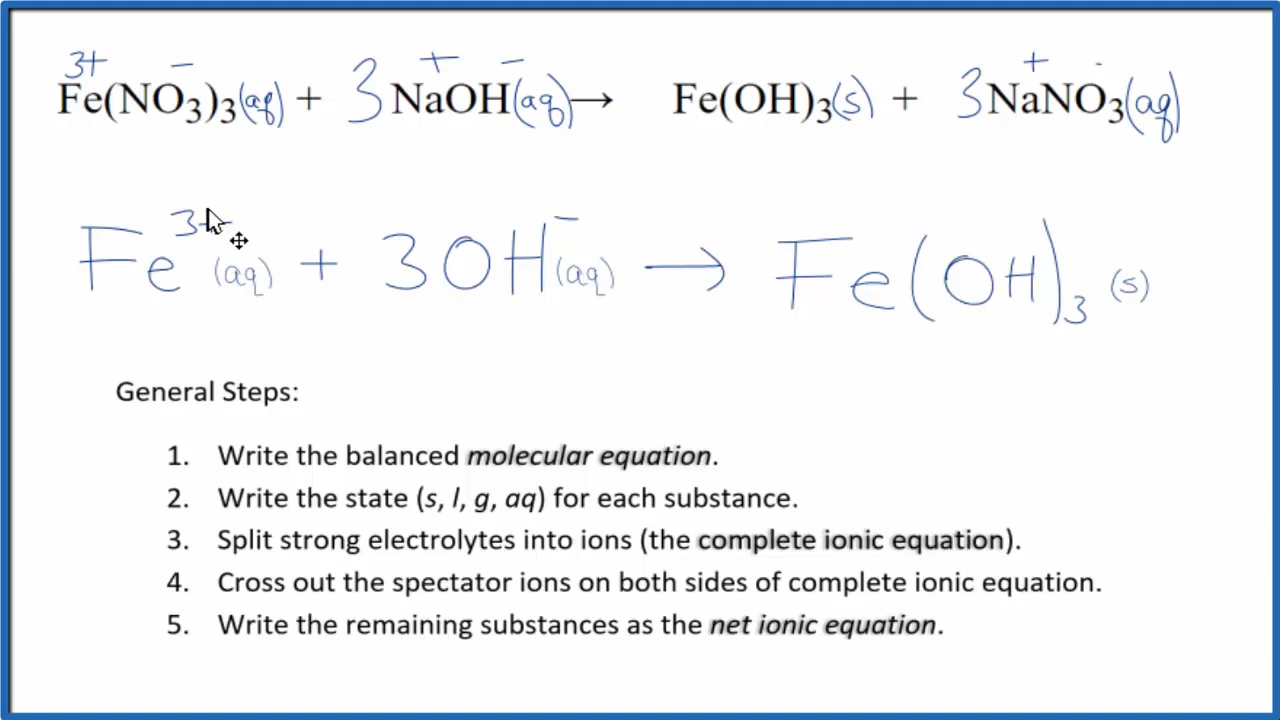 3+ − + − + -
Fe(NO₃)₃(aq) + 3 NaOH(aq) → Fe(OH)₃(s) + 3 NaNO₃(aq)
Fe³⁺(aq) + 3OH⁻(aq) → Fe(OH)₃ (s)
General Steps:
1. Write the balanced molecular equation.
2. Write the state (s, l, g, aq) for each substance.
3. Split strong electrolytes into ions (the complete ionic equation).
4. Cross out the spectator ions on both sides of complete ionic equation.
5. Write the remaining substances as the net ionic equation.